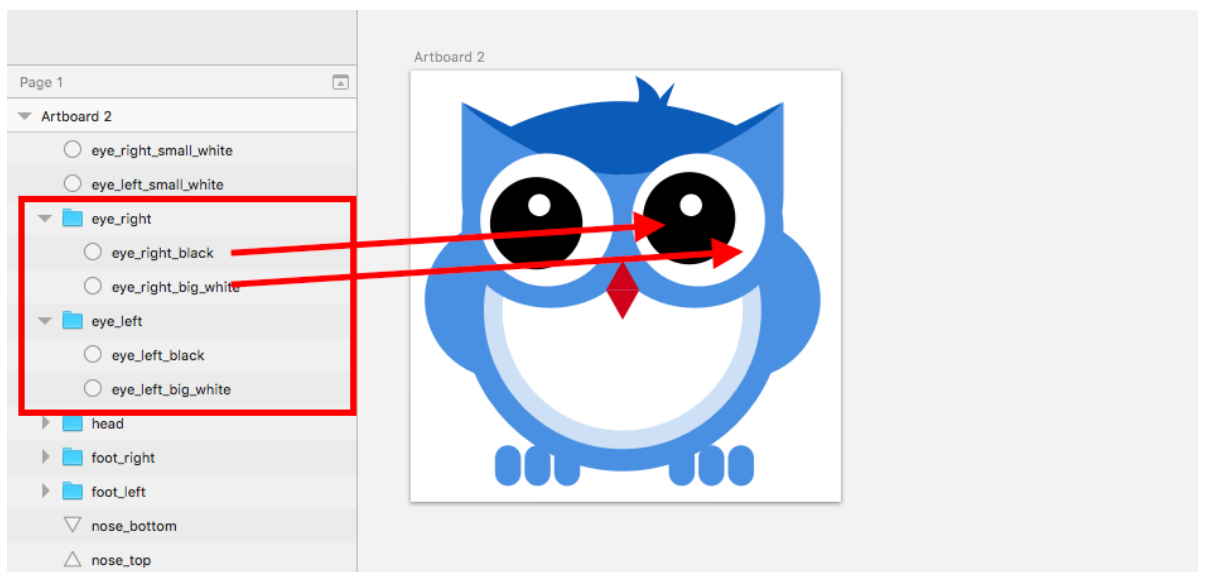 Artboard 2
Page 1
Artboard 2
eye_right_small_white
eye_left_small_white
eye_right
eye_right_black
eye_right_big_white
eye_left
eye_left_black
eye_left_big_white
head
foot_right
foot_left
nose_bottom
nose_top